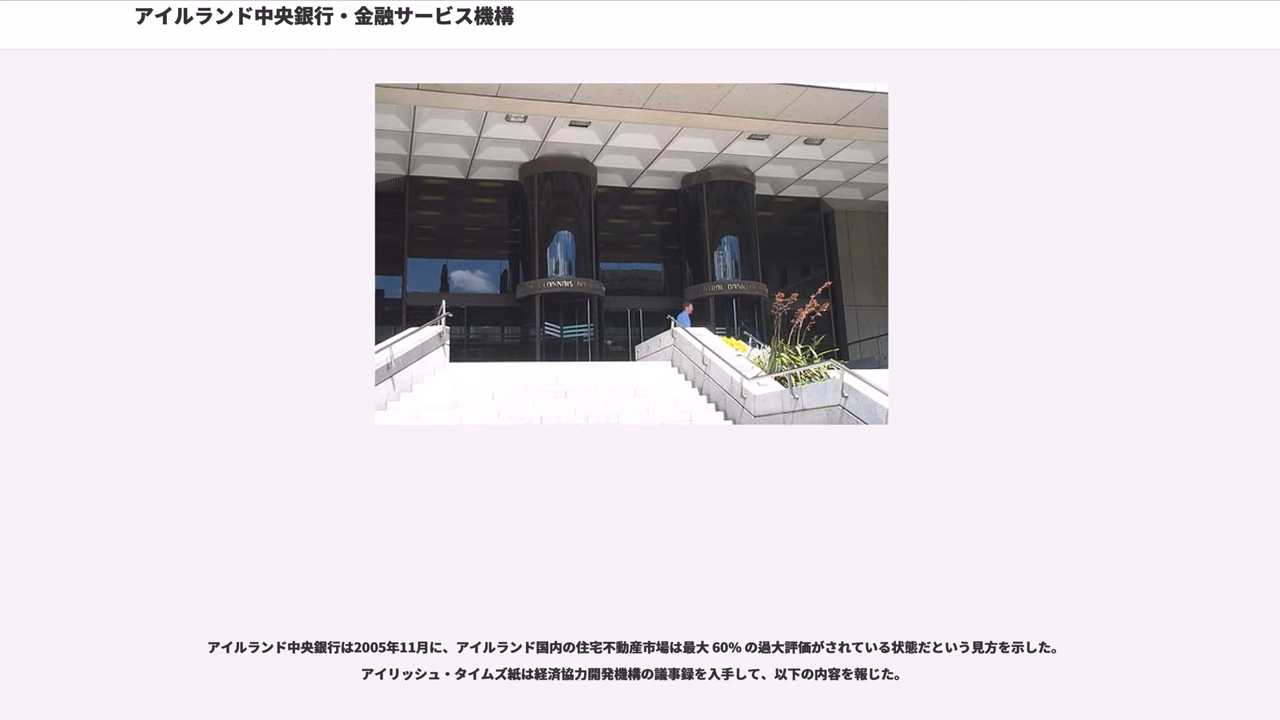 アイルランド中央銀行・金融サービス機構
CEANNAIS NA
CENTRAL BANK
アイルランド中央銀行は2005年11月に、アイルランド国内の住宅不動産市場は最大 60% の過大評価がされている状態だという見方を示した。
アイリッシュ・タイムズ紙は経済協力開発機構の議事録を入手して、以下の内容を報じた。